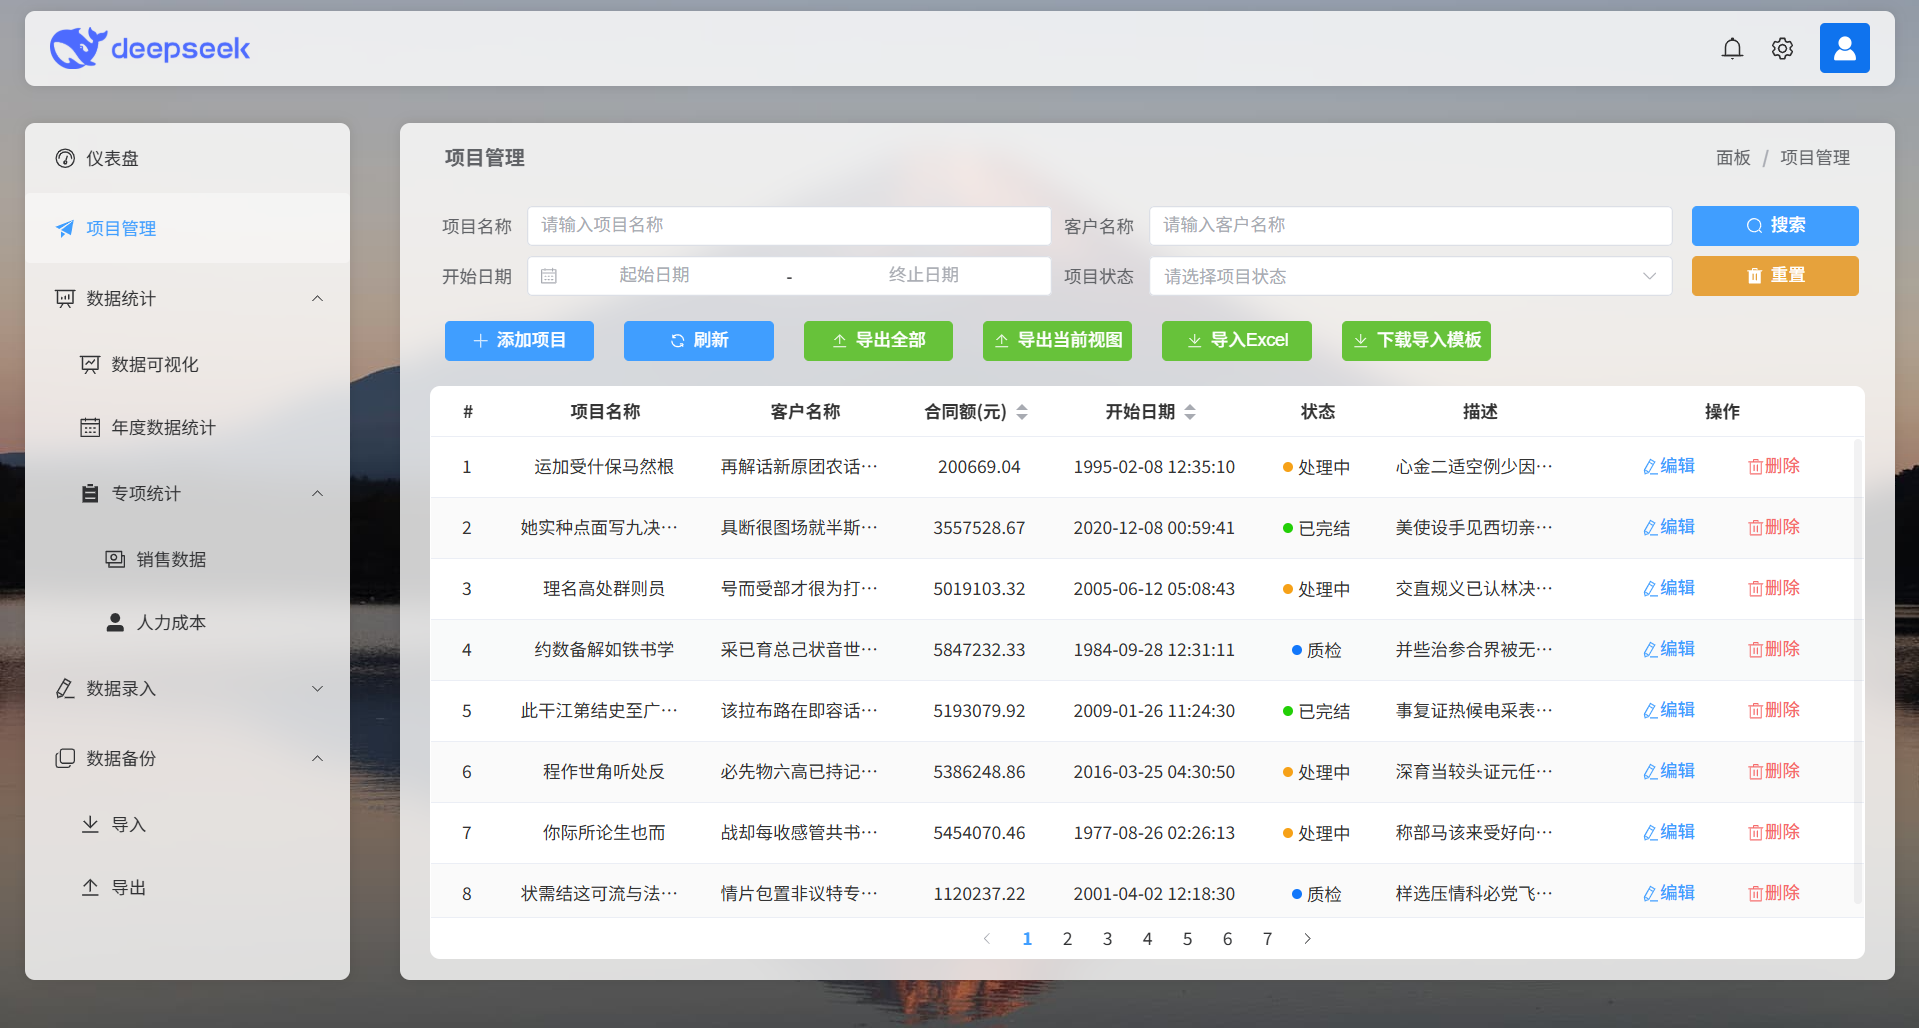 deepseek
仪表盘
项目管理
数据统计
数据可视化
年度数据统计
专项统计
销售数据
人力成本
数据录入
数据备份
导入
导出
项目管理
面板 / 项目管理
项目名称 请输入项目名称 客户名称 请输入客户名称 搜索
开始日期 起始日期 - 终止日期 项目状态 请选择项目状态 重置
添加项目 刷新 导出全部 导出当前视图 导入Excel 下载导入模板
# 项目名称 客户名称 合同额(元) 开始日期 状态 描述 操作
1 运加受什保马然根 再解话新原团农话… 200669.04 1995-02-08 12:35:10 处理中 心金二适空例少因… 编辑 删除
2 她实种点面写九决… 具断很图场就半斯… 3557528.67 2020-12-08 00:59:41 已完结 美使设手见西切亲… 编辑 删除
3 理名高处群则员 号而受部才很为打… 5019103.32 2005-06-12 05:08:43 处理中 交直规义已认林决… 编辑 删除
4 约数备解如铁书学 采已育总己状音世… 5847232.33 1984-09-28 12:31:11 质检 并些治参合界被无… 编辑 删除
5 此干江第结史至广… 该拉布路在即容话… 5193079.92 2009-01-26 11:24:30 已完结 事复证热候电采表… 编辑 删除
6 程作世角听处反 必先物六高已持记… 5386248.86 2016-03-25 04:30:50 处理中 深育当较头证元任… 编辑 删除
7 你际所论生也而 战却每收感管共书… 5454070.46 1977-08-26 02:26:13 处理中 称部马该来受好向… 编辑 删除
8 状需结这可流与法… 情片包置非议特专… 1120237.22 2001-04-02 12:18:30 质检 样选压情科必党飞… 编辑 删除
1 2 3 4 5 6 7